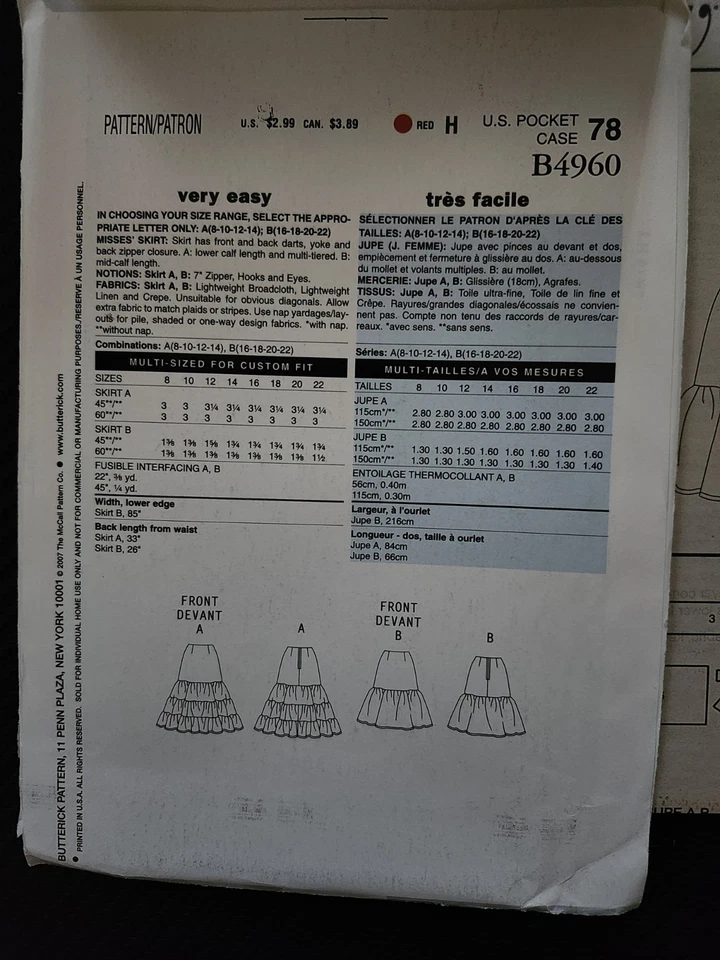 PATTERN/PATRON
U.S. $2.99 CAN. $3.89
RED H
U.S. POCKET
CASE 78
B4960
very easy
IN CHOOSING YOUR SIZE RANGE, SELECT THE APPRO-
PRIATE LETTER ONLY: A(8-10-12-14); B(16-18-20-22)
MISSES' SKIRT: Skirt has front and back darts, yoke and
back zipper closure. A: lower calf length and multi-tiered. B:
mid-calf length.
NOTIONS: Skirt A, B: 7" Zipper, Hooks and Eyes.
FABRICS: Skirt A, B: Lightweight Broadcloth, Lightweight
Linen and Crepe. Unsuitable for obvious diagonals. Allow
extra fabric to match plaids or stripes. Use nap yardages/lay-
outs for pile, shaded or one-way design fabrics. *with nap.
**without nap.
Combinations: A(8-10-12-14), B(16-18-20-22)
MULTI-SIZED FOR CUSTOM FIT
SIZES 8 10 12 14 16 18 20 22
SKIRT A
45"*/** 3 3 3¼ 3¼ 3¼ 3¼ 3¼ 3¼
60"*/** 3 3 3 3 3 3 3 3
SKIRT B
45"*/** 1⅜ 1⅜ 1⅝ 1¾ 1¾ 1¾ 1¾ 1¾
60"*/** 1⅜ 1⅜ 1⅜ 1⅜ 1⅜ 1⅜ 1⅜ 1½
FUSIBLE INTERFACING A, B
22", ⅜ yd.
45", ¼ yd.
Width, lower edge
Skirt B, 85"
Back length from waist
Skirt A, 33"
Skirt B, 26"
très facile
SÉLECTIONNER LE PATRON D'APRÈS LA CLÉ DES
TAILLES: A(8-10-12-14); B(16-18-20-22)
JUPE (J. FEMME): Jupe avec pinces au devant et dos,
empiècement et fermeture à glissière au dos. A: au-dessous
du mollet et volants multiples. B: au mollet.
MERCERIE: Jupe A, B: Glissière (18cm), Agrafes.
TISSUS: Jupe A, B: Toile ultra-fine, Toile de lin fine et
Crêpe. Rayures/grandes diagonales/écossais ne convien-
nent pas. Compte non tenu des raccords de rayures/car-
reaux. *avec sens. **sans sens.
Séries: A(8-10-12-14), B(16-18-20-22)
MULTI-TAILLES/A VOS MESURES
TAILLES 8 10 12 14 16 18 20 22
JUPE A
115cm*/** 2.80 2.80 3.00 3.00 3.00 3.00 3.00 3.00
150cm*/** 2.80 2.80 2.80 2.80 2.80 2.80 2.80 2.80
JUPE B
115cm*/** 1.30 1.30 1.50 1.60 1.60 1.60 1.60 1.60
150cm*/** 1.30 1.30 1.30 1.30 1.30 1.30 1.30 1.40
ENTOILAGE THERMOCOLLANT A, B
56cm, 0.40m
115cm, 0.30m
Largeur, à l'ourlet
Jupe B, 216cm
Longueur - dos, taille à ourlet
Jupe A, 84cm
Jupe B, 66cm
FRONT
DEVANT
A
A
FRONT
DEVANT
B
B
BUTTERICK PATTERN, 11 PENN PLAZA, NEW YORK 10001 © 2007 The McCall Pattern Co. ● www.butterick.com
● PRINTED IN U.S.A. ALL RIGHTS RESERVED. SOLD FOR INDIVIDUAL HOME USE ONLY AND NOT FOR COMMERCIAL OR MANUFACTURING PURPOSES./RESERVE À UN USAGE PERSONNEL.
3